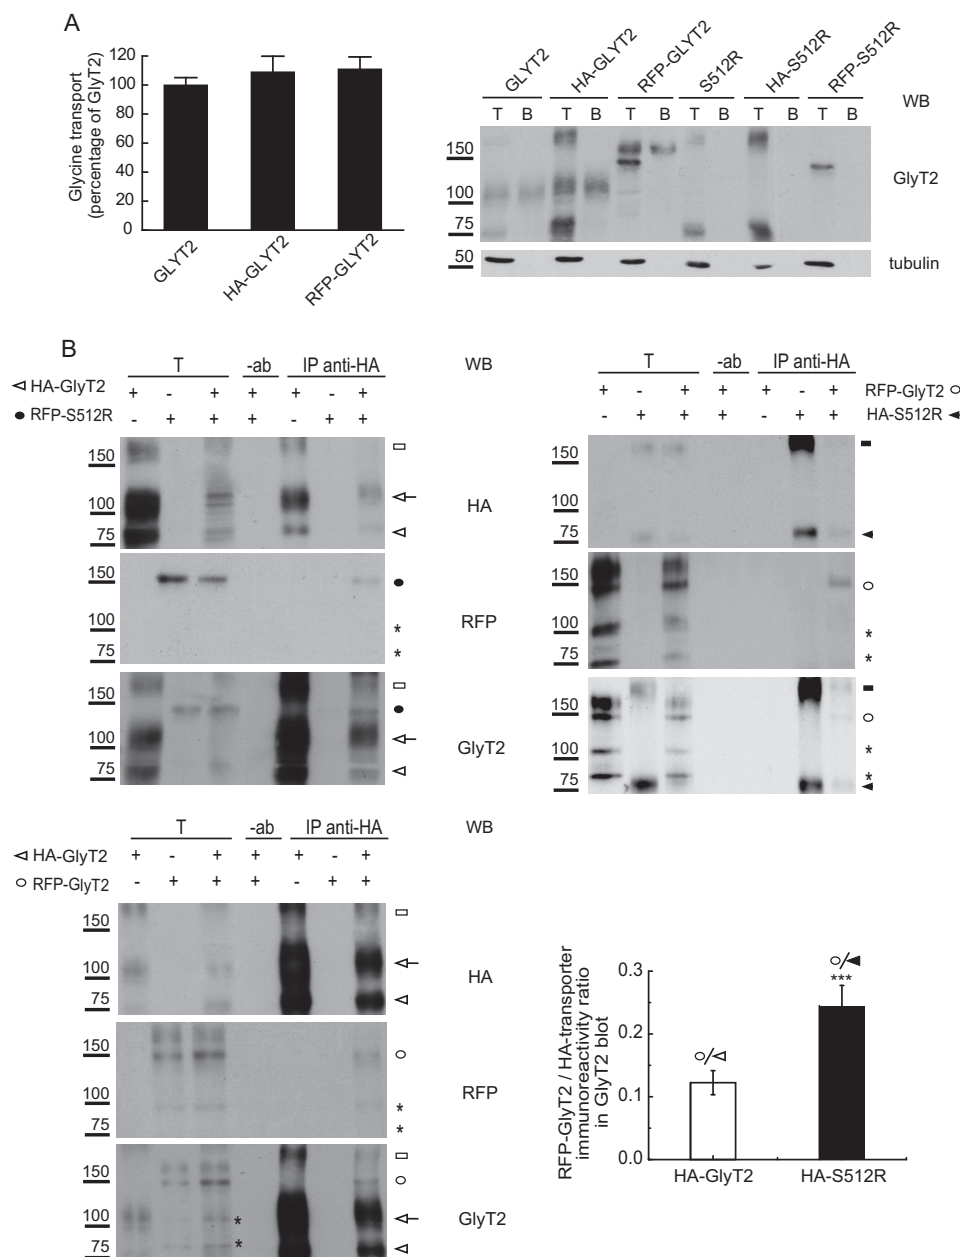 A
Glycine transport
(percentage of GlyT2)
120
100
80
60
40
20
0
GLYT2
HA-GLYT2
RFP-GLYT2
GLYT2
HA-GLYT2
RFP-GLYT2
S512R
HA-S512R
RFP-S512R
T B T B T B T B T B T B
WB
150
100
75
GlyT2
50
tubulin
B
T -ab IP anti-HA
HA-GlyT2 + - + + + - +
RFP-S512R - + + + - + +
150
100
75
150
100
75
*
*
150
100
75
WB
HA
RFP
GlyT2
T -ab IP anti-HA
+ - + + + - + RFP-GlyT2
- + + + - + + HA-S512R
150
100
75
150
100
75
*
*
150
100
75
*
*
T -ab IP anti-HA
HA-GlyT2 + - + + + - +
RFP-GlyT2 - + + + - + +
150
100
75
150
100
75
*
*
150
100
75
*
*
WB
HA
RFP
GlyT2
RFP-GlyT2 / HA-transporter
immunoreactivity ratio
in GlyT2 blot
0.3
0.2
0.1
0.0
/
/
***
HA-GlyT2
HA-S512R